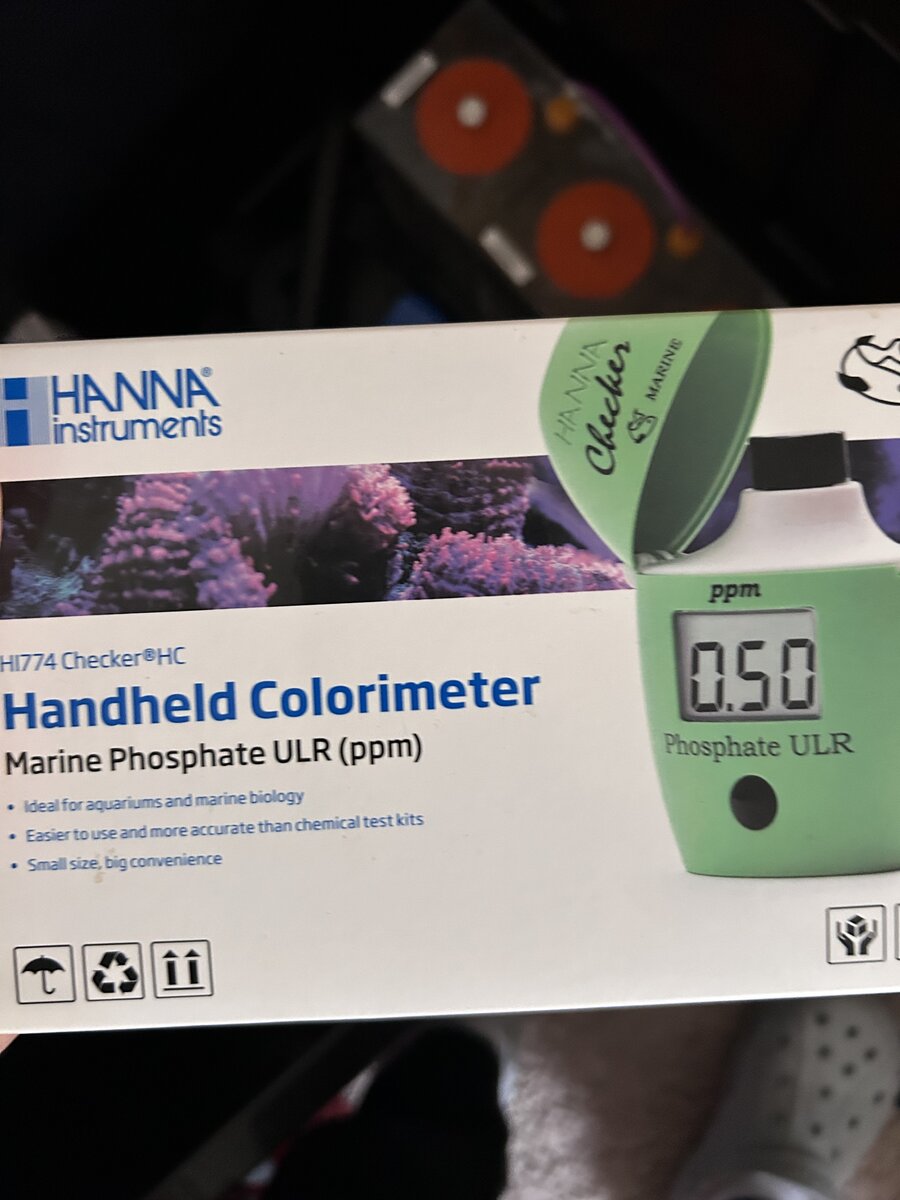 HANNA®
instruments
HANNA
Checker
MARINE
ppm
0.50
Phosphate ULR
HI774 Checker®HC
Handheld Colorimeter
Marine Phosphate ULR (ppm)
• Ideal for aquariums and marine biology
• Easier to use and more accurate than chemical test kits
• Small size, big convenience